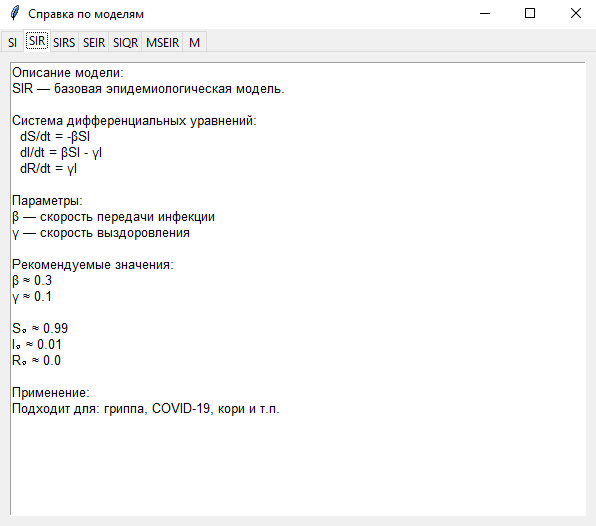 Справка по моделям
SI SIR SIRS SEIR SIQR MSEIR M
Описание модели:
SIR — базовая эпидемиологическая модель.
Система дифференциальных уравнений:
dS/dt = -βSI
dI/dt = βSI - γI
dR/dt = γI
Параметры:
β — скорость передачи инфекции
γ — скорость выздоровления
Рекомендуемые значения:
β ≈ 0.3
γ ≈ 0.1
S₀ ≈ 0.99
I₀ ≈ 0.01
R₀ ≈ 0.0
Применение:
Подходит для: гриппа, COVID-19, кори и т.п.